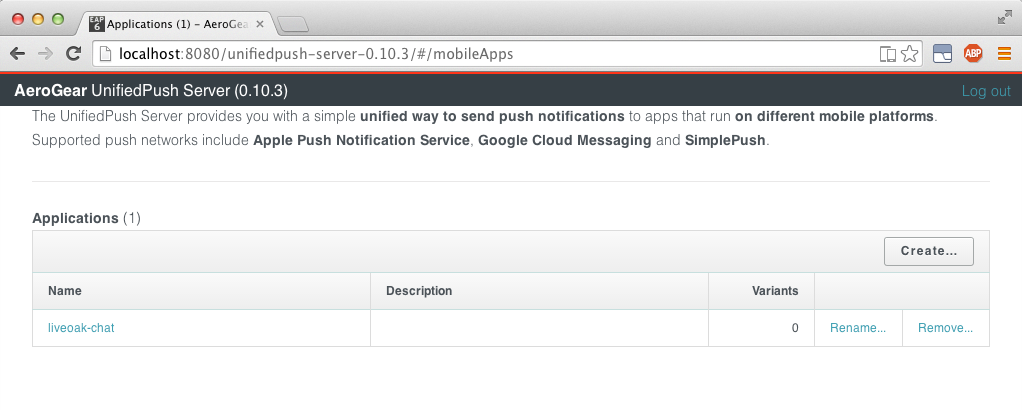 EAP
6
Applications (1) – AeroGea
localhost:8080/unifiedpush-server-0.10.3/#/mobileApps
ABP
AeroGear UnifiedPush Server (0.10.3)
Log out
The UnifiedPush Server provides you with a simple unified way to send push notifications to apps that run on different mobile platforms.
Supported push networks include Apple Push Notification Service, Google Cloud Messaging and SimplePush.
Applications (1)
Create...
Name Description Variants
liveoak-chat 0 Rename... Remove...